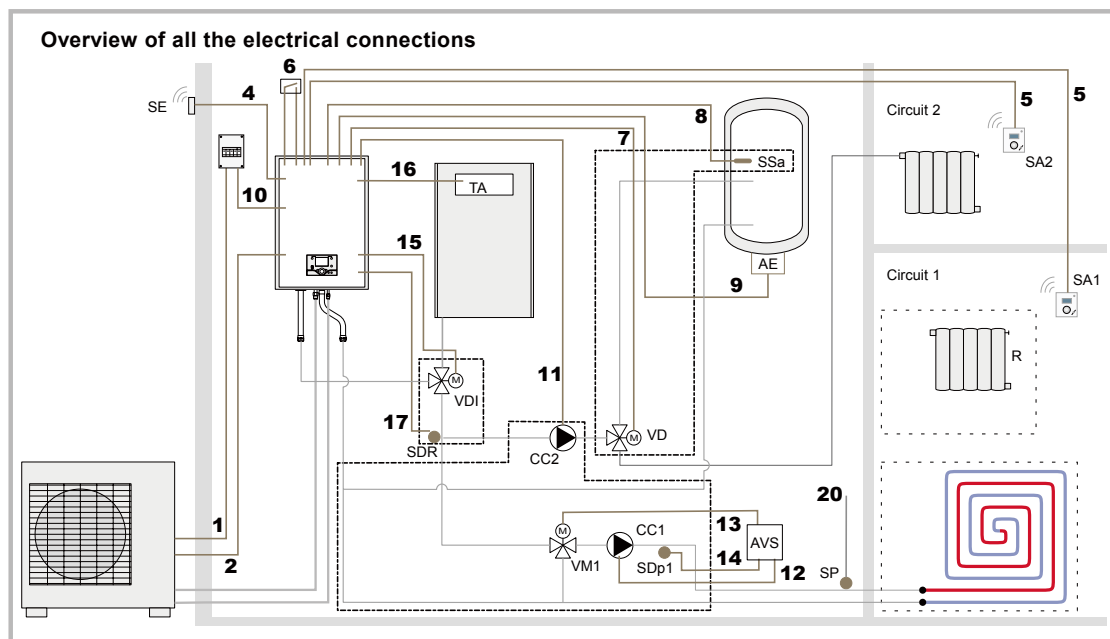 Overview of all the electrical connections
6
4
SE
5
5
8
7
Circuit 2
SSa
SA2
16
TA
10
15
AE
9
Circuit 1
SA1
R
11
M
VDI
17
SDR
CC2
M
VD
20
1
2
M
VM1
CC1
SDp1
13
14
AVS
12
SP